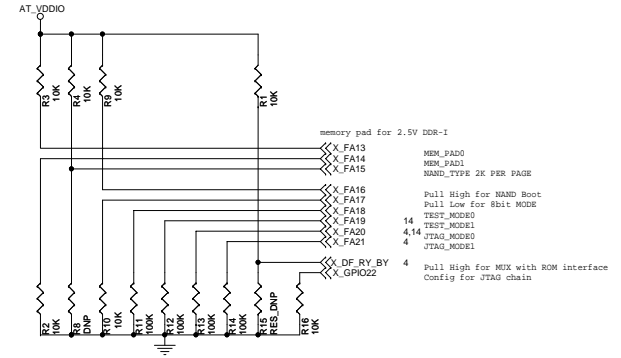 AT_VDDIO
R3 10K
R4 10K
R9 10K
R1 10K
memory pad for 2.5V DDR-I
X_FA13
MEM_PAD0
X_FA14
MEM_PAD1
X_FA15
NAND_TYPE 2K PER PAGE
X_FA16
Pull High for NAND Boot
X_FA17
Pull Low for 8bit MODE
X_FA18
TEST_MODE0
X_FA19 14
TEST_MODE1
X_FA20 4,14
JTAG_MODE0
X_FA21 4
JTAG_MODE1
X_DF_RY_BY 4
Pull High for MUX with ROM interface
X_GPIO22
Config for JTAG chain
R2 10K
R8 DNP
R10 10K
R11 100K
R12 100K
R13 100K
R14 100K
R15 RES_DNP
R16 10K